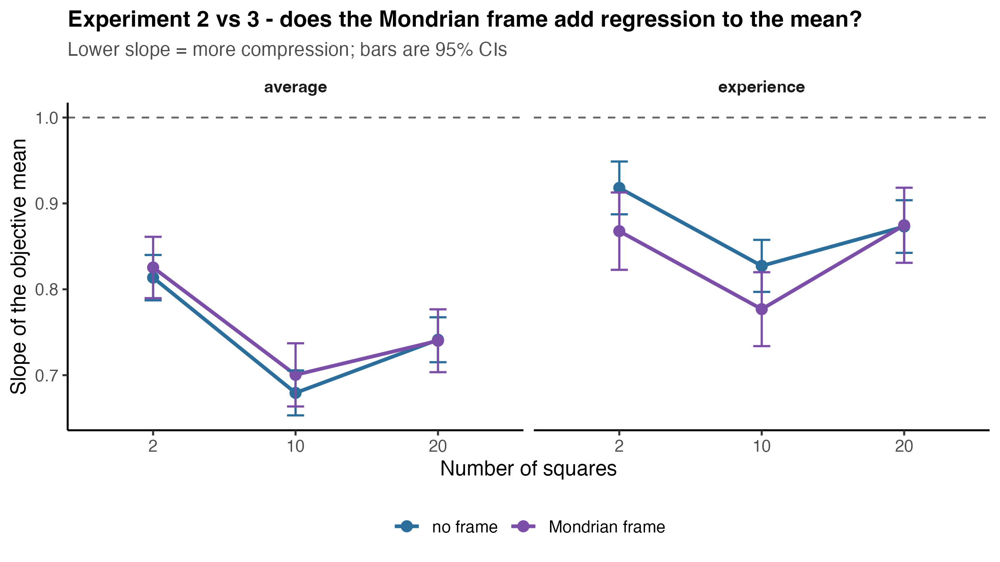 Experiment 2 vs 3 - does the Mondrian frame add regression to the mean?
Lower slope = more compression; bars are 95% CIs
average
experience
Slope of the objective mean
1.0
0.9
0.8
0.7
2 10 20
2 10 20
Number of squares
no frame Mondrian frame